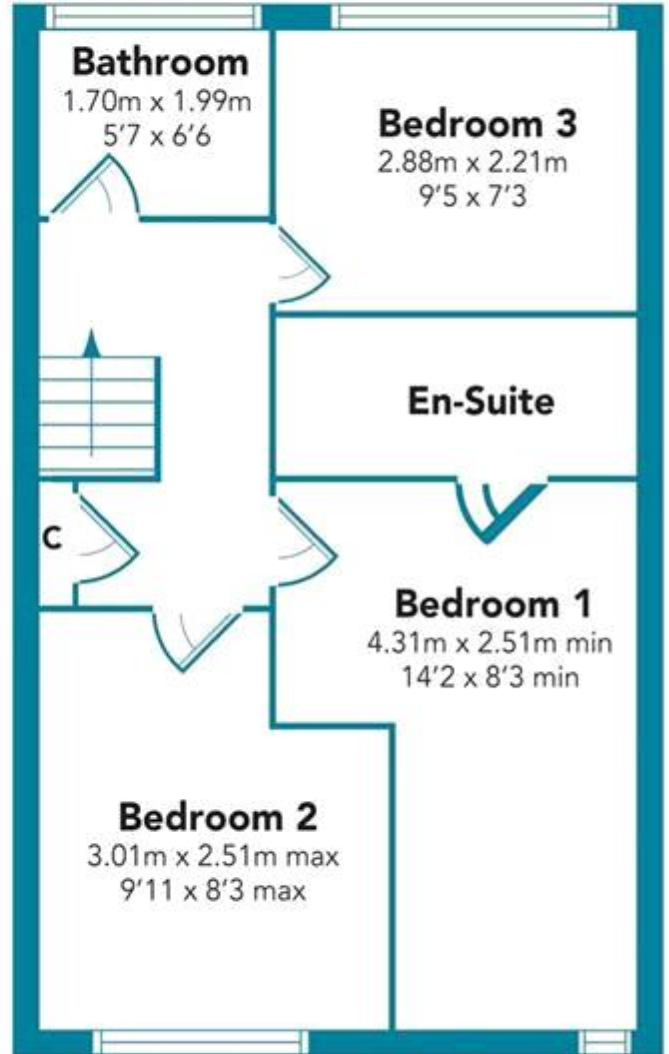 Bathroom
1.70m x 1.99m
5'7 x 6'6
Bedroom 3
2.88m x 2.21m
9'5 x 7'3
En-Suite
C
Bedroom 1
4.31m x 2.51m min
14'2 x 8'3 min
Bedroom 2
3.01m x 2.51m max
9'11 x 8'3 max